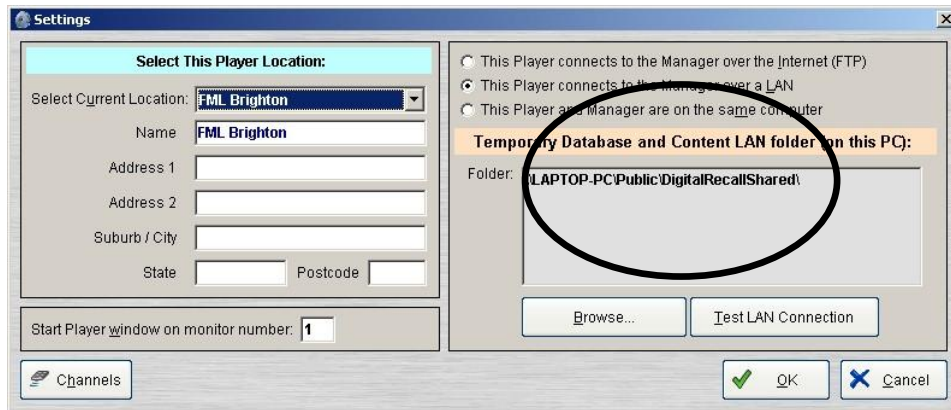 Settings
Select This Player Location:
Select Current Location: FML Brighton
Name FML Brighton
Address 1
Address 2
Suburb / City
State Postcode
Start Player window on monitor number: 1
Channels
This Player connects to the Manager over the Internet (FTP)
This Player connects to the Manager over a LAN
This Player and Manager are on the same computer
Temporary Database and Content LAN folder (on this PC):
Folder: \LAPTOP-PC\Public\DigitalRecallShared\
Browse... Test LAN Connection
OK Cancel